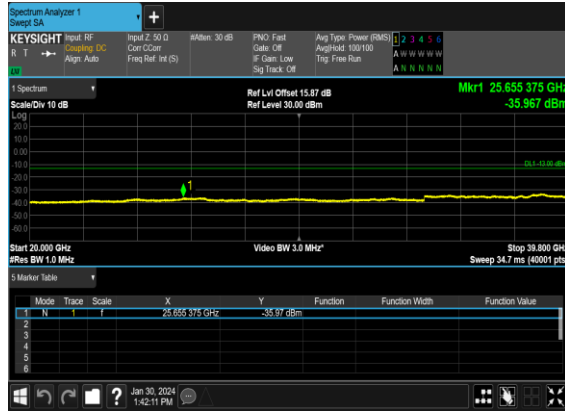 Spectrum Analyzer 1
Swept SA
+
KEYSIGHT Input: RF Input Z: 50 Ω #Atten: 30 dB PNO: Fast Avg Type: Power (RMS) 1 2 3 4 5 6
R T Coupling: DC Corr CCorr Gate: Off Avg|Hold: 100/100 A W W W W W
Align: Auto Freq Ref: Int (S) IF Gain: Low Trig: Free Run
Sig Track: Off A N N N N N
1 Spectrum Ref Lvl Offset 15.87 dB Mkr1 25.655 375 GHz
Scale/Div 10 dB Ref Level 30.00 dBm -35.967 dBm
Log
20.0
10.0
0.00
-10.0
DL1 -13.00 dBm
-20.0
1
-30.0
-40.0
-50.0
-60.0
Start 20.000 GHz Video BW 3.0 MHz* Stop 39.800 GHz
#Res BW 1.0 MHz Sweep 34.7 ms (40001 pts)
5 Marker Table
Mode Trace Scale X Y Function Function Width Function Value
1 N 1 f 25.655 375 GHz -35.97 dBm
2
3
4
5
6
? Jan 30, 2024
1:42:11 PM